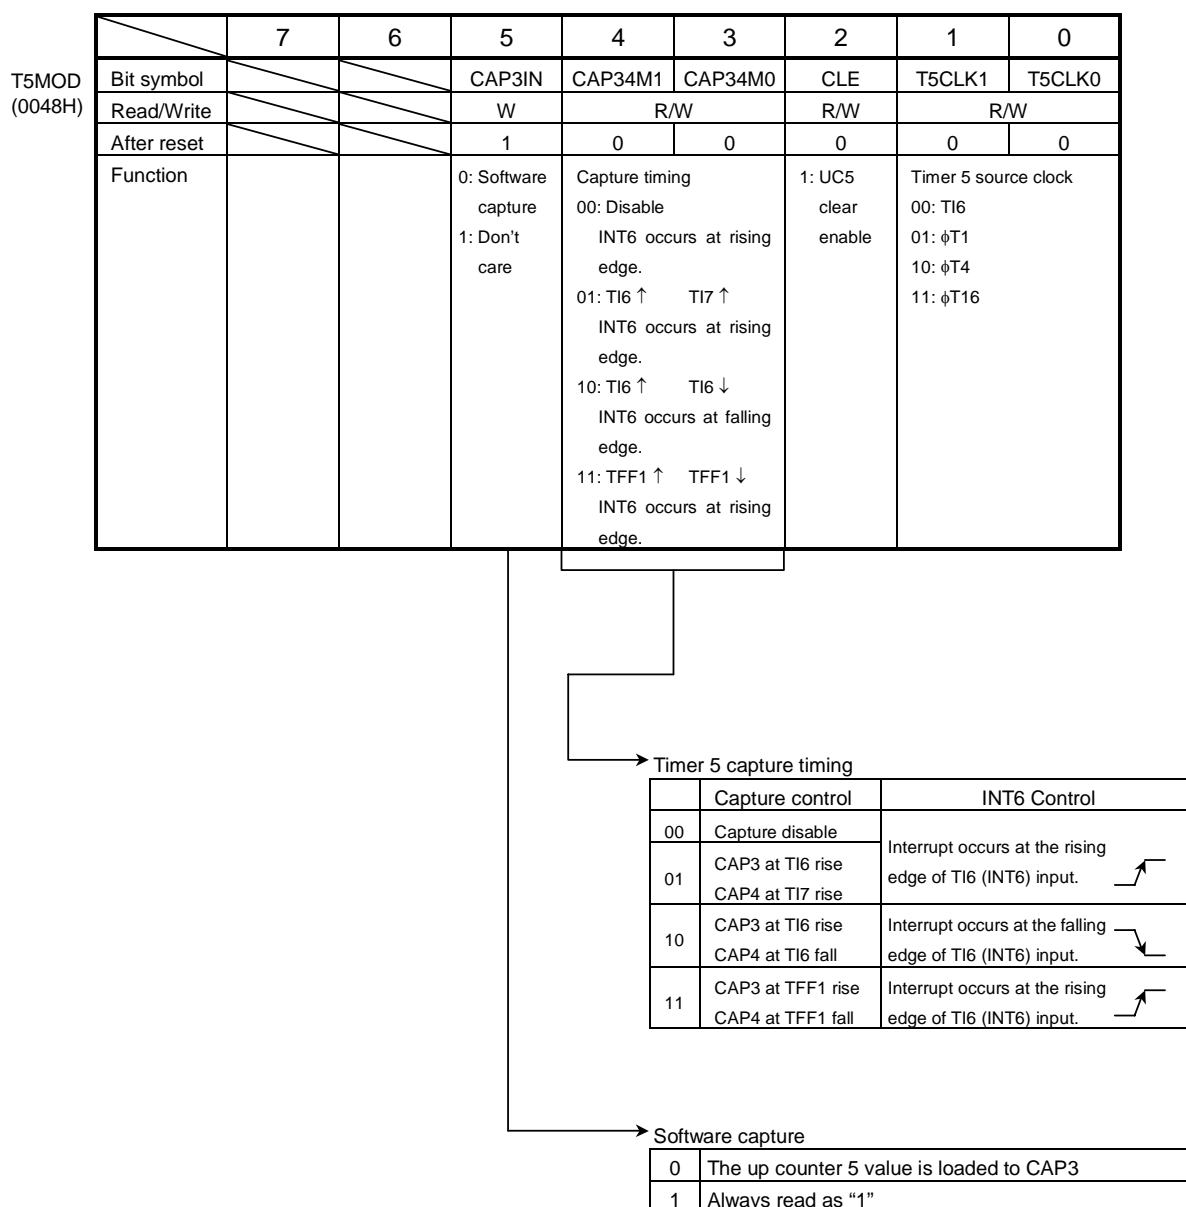 7 6 5 4 3 2 1 0
T5MOD
(0048H)
Bit symbol CAP3IN CAP34M1 CAP34M0 CLE T5CLK1 T5CLK0
Read/Write W R/W R/W R/W
After reset 1 0 0 0 0 0
Function 0: Software Capture timing 1: UC5 Timer 5 source clock
capture 00: Disable clear 00: TI6
1: Don't INT6 occurs at rising enable 01: ϕT1
care edge. 10: ϕT4
01: TI6 ↑ TI7 ↑ 11: ϕT16
INT6 occurs at rising
edge.
10: TI6 ↑ TI6 ↓
INT6 occurs at falling
edge.
11: TFF1 ↑ TFF1 ↓
INT6 occurs at rising
edge.
Timer 5 capture timing
Capture control INT6 Control
00 Capture disable
01 CAP3 at TI6 rise
CAP4 at TI7 rise
Interrupt occurs at the rising
edge of TI6 (INT6) input.
10 CAP3 at TI6 rise
CAP4 at TI6 fall
Interrupt occurs at the falling
edge of TI6 (INT6) input.
11 CAP3 at TFF1 rise
CAP4 at TFF1 fall
Interrupt occurs at the rising
edge of TI6 (INT6) input.
Software capture
0 The up counter 5 value is loaded to CAP3
1 Always read as “1”